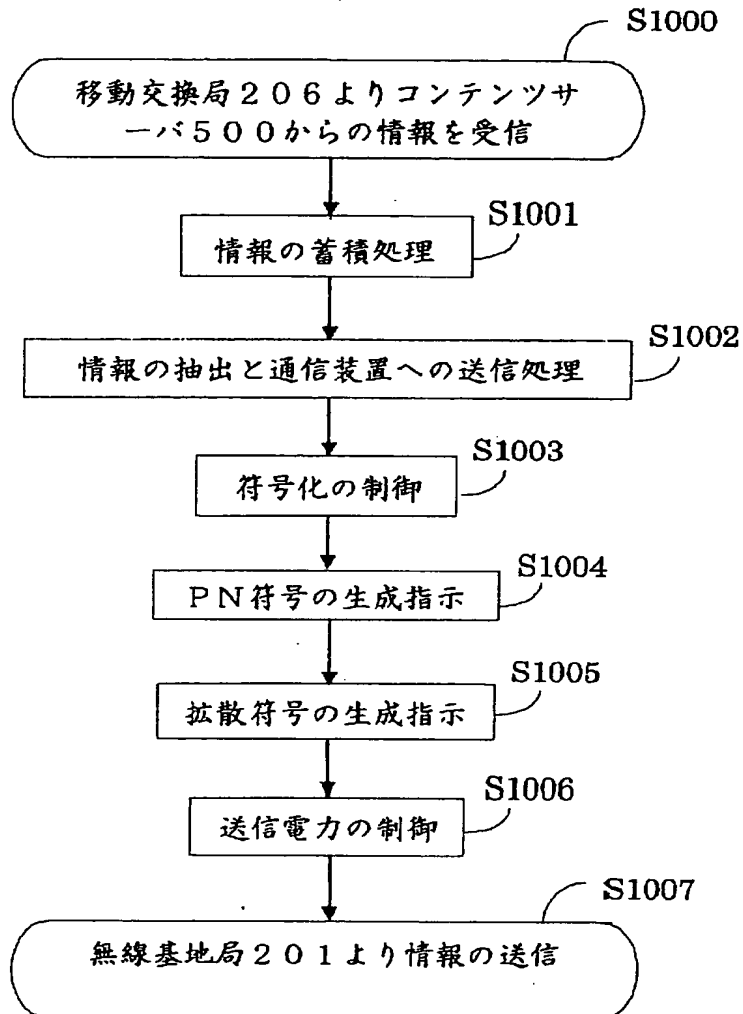 S1000
移動交換局206よりコンテンツサ
ーバ500からの情報を受信
S1001
情報の蓄積処理
S1002
情報の抽出と通信装置への送信処理
S1003
符号化の制御
S1004
PN符号の生成指示
S1005
拡散符号の生成指示
S1006
送信電力の制御
S1007
無線基地局201より情報の送信